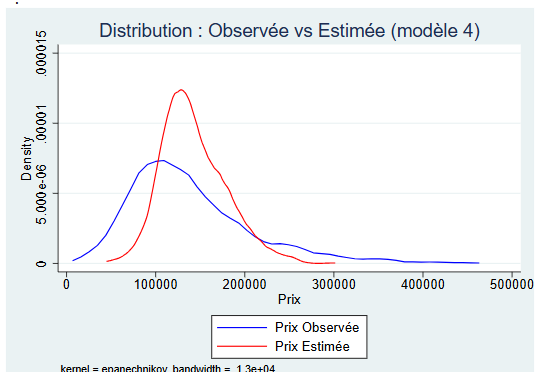 Distribution : Observée vs Estimée (modèle 4)
.000015
.00001
5.000e-06
0
Density
0 100000 200000 300000 400000 500000
Prix
Prix Observée
Prix Estimée
kernel = epanechnikov, bandwidth = 1.3e+04